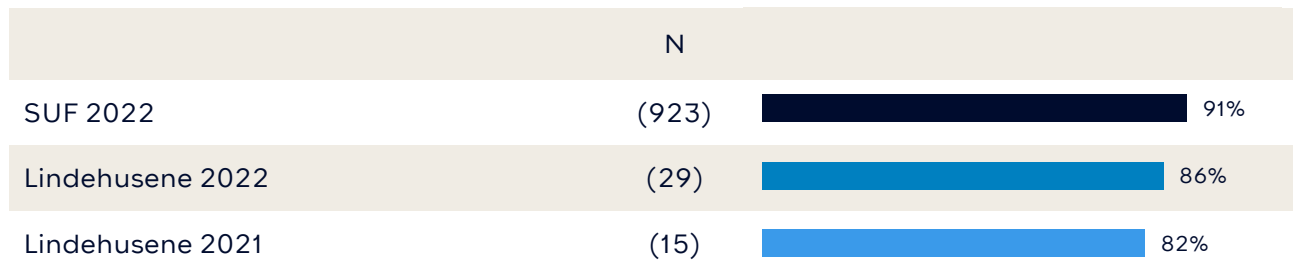 N
SUF 2022 (923) 91%
Lindehusene 2022 (29) 86%
Lindehusene 2021 (15) 82%